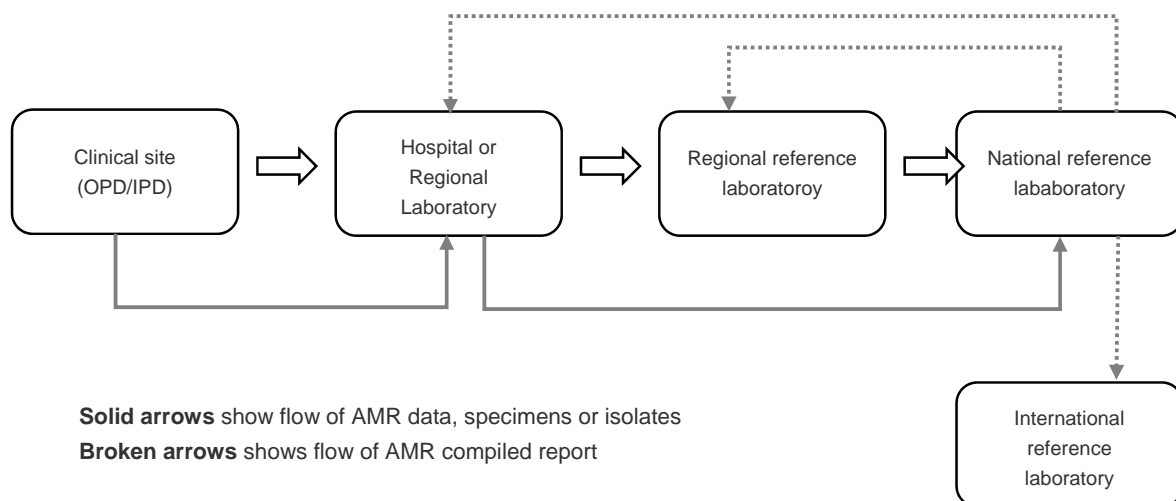 Clinical site
(OPD/IPD)
Hospital or
Regional
Laboratory
Regional reference
laboratoroy
National reference
lababoratory
Solid arrows show flow of AMR data, specimens or isolates
Broken arrows shows flow of AMR compiled report
International
reference
laboratory